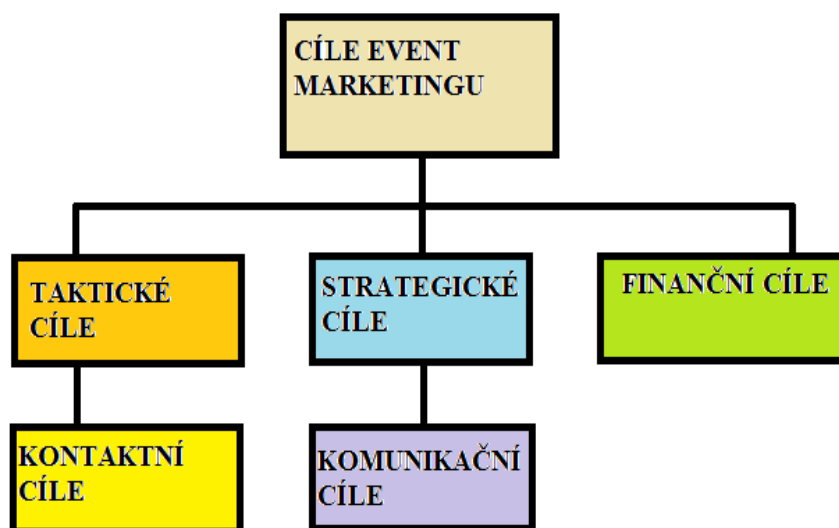 CÍLE EVENT
MARKETINGU
TAKTICKÉ
CÍLE
STRATEGICKÉ
CÍLE
FINANČNÍ CÍLE
KONTAKTNÍ
CÍLE
KOMUNIKAČNÍ
CÍLE